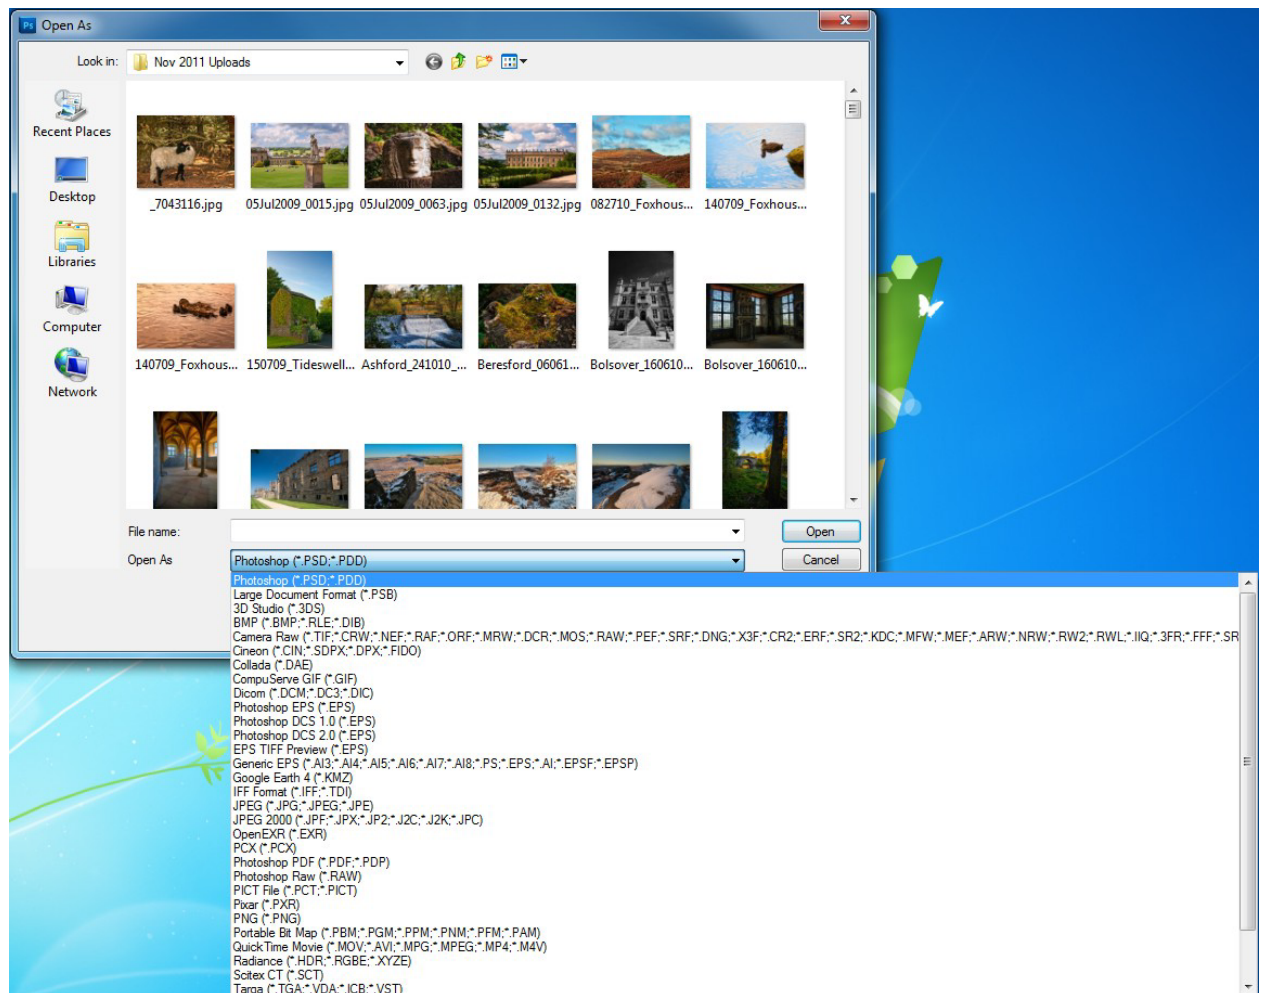 Ps Open As
Look in: Nov 2011 Uploads
Recent Places
Desktop
Libraries
Computer
Network
_7043116.jpg 05Jul2009_0015.jpg 05Jul2009_0063.jpg 05Jul2009_0132.jpg 082710_Foxhous... 140709_Foxhous...
140709_Foxhous... 150709_Tideswell... Ashford_241010_... Beresford_06061... Bolsover_160610... Bolsover_160610...
File name: Open
Open As Photoshop (*.PSD;*.PDD) Cancel
Photoshop (*.PSD;*.PDD)
Large Document Format (*.PSB)
3D Studio (*.3DS)
BMP (*.BMP;*.RLE;*.DIB)
Camera Raw (*.TIF;*.CRW;*.NEF;*.RAF;*.ORF;*.MRW;*.DCR;*.MOS;*.RAW;*.PEF;*.SRF;*.DNG;*.X3F;*.CR2;*.ERF;*.SR2;*.KDC;*.MFW;*.MEF;*.ARW;*.NRW;*.RW2;*.RWL;*.IIQ;*.3FR;*.FFF;*.SR
Cineon (*.CIN;*.SDPX;*.DPX;*.FIDO)
Collada (*.DAE)
CompuServe GIF (*.GIF)
Dicom (*.DCM;*.DC3;*.DIC)
Photoshop EPS (*.EPS)
Photoshop DCS 1.0 (*.EPS)
Photoshop DCS 2.0 (*.EPS)
EPS TIFF Preview (*.EPS)
Generic EPS (*.AI3;*.AI4;*.AI5;*.AI6;*.AI7;*.AI8;*.PS;*.EPS;*.AI;*.EPSF;*.EPSP)
Google Earth 4 (*.KMZ)
IFF Format (*.IFF;*.TDI)
JPEG (*.JPG;*.JPEG;*.JPE)
JPEG 2000 (*.JPF;*.JPX;*.JP2;*.J2C;*.J2K;*.JPC)
OpenEXR (*.EXR)
PCX (*.PCX)
Photoshop PDF (*.PDF;*.PDP)
Photoshop Raw (*.RAW)
PICT File (*.PCT;*.PICT)
Pixar (*.PXR)
PNG (*.PNG)
Portable Bit Map (*.PBM;*.PGM;*.PPM;*.PNM;*.PFM;*.PAM)
QuickTime Movie (*.MOV;*.AVI;*.MPG;*.MPEG;*.MP4;*.M4V)
Radiance (*.HDR;*.RGBE;*.XYZE)
Scitex CT (*.SCT)
Targa (*.TGA;*.VDA;*.ICB;*.VST)